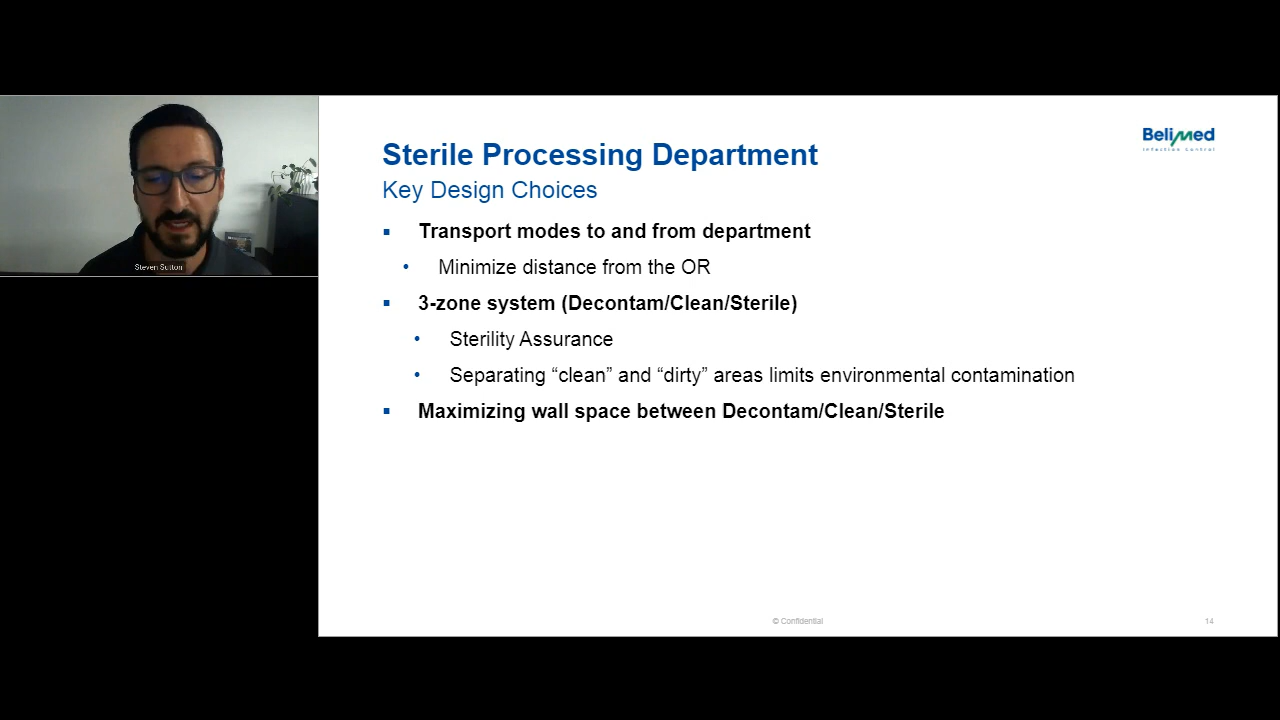 Steven Sutton
Belimed
Infection Control
Sterile Processing Department
Key Design Choices
▪ Transport modes to and from department
• Minimize distance from the OR
▪ 3-zone system (Decontam/Clean/Sterile)
• Sterility Assurance
• Separating “clean” and “dirty” areas limits environmental contamination
▪ Maximizing wall space between Decontam/Clean/Sterile
© Confidential
14